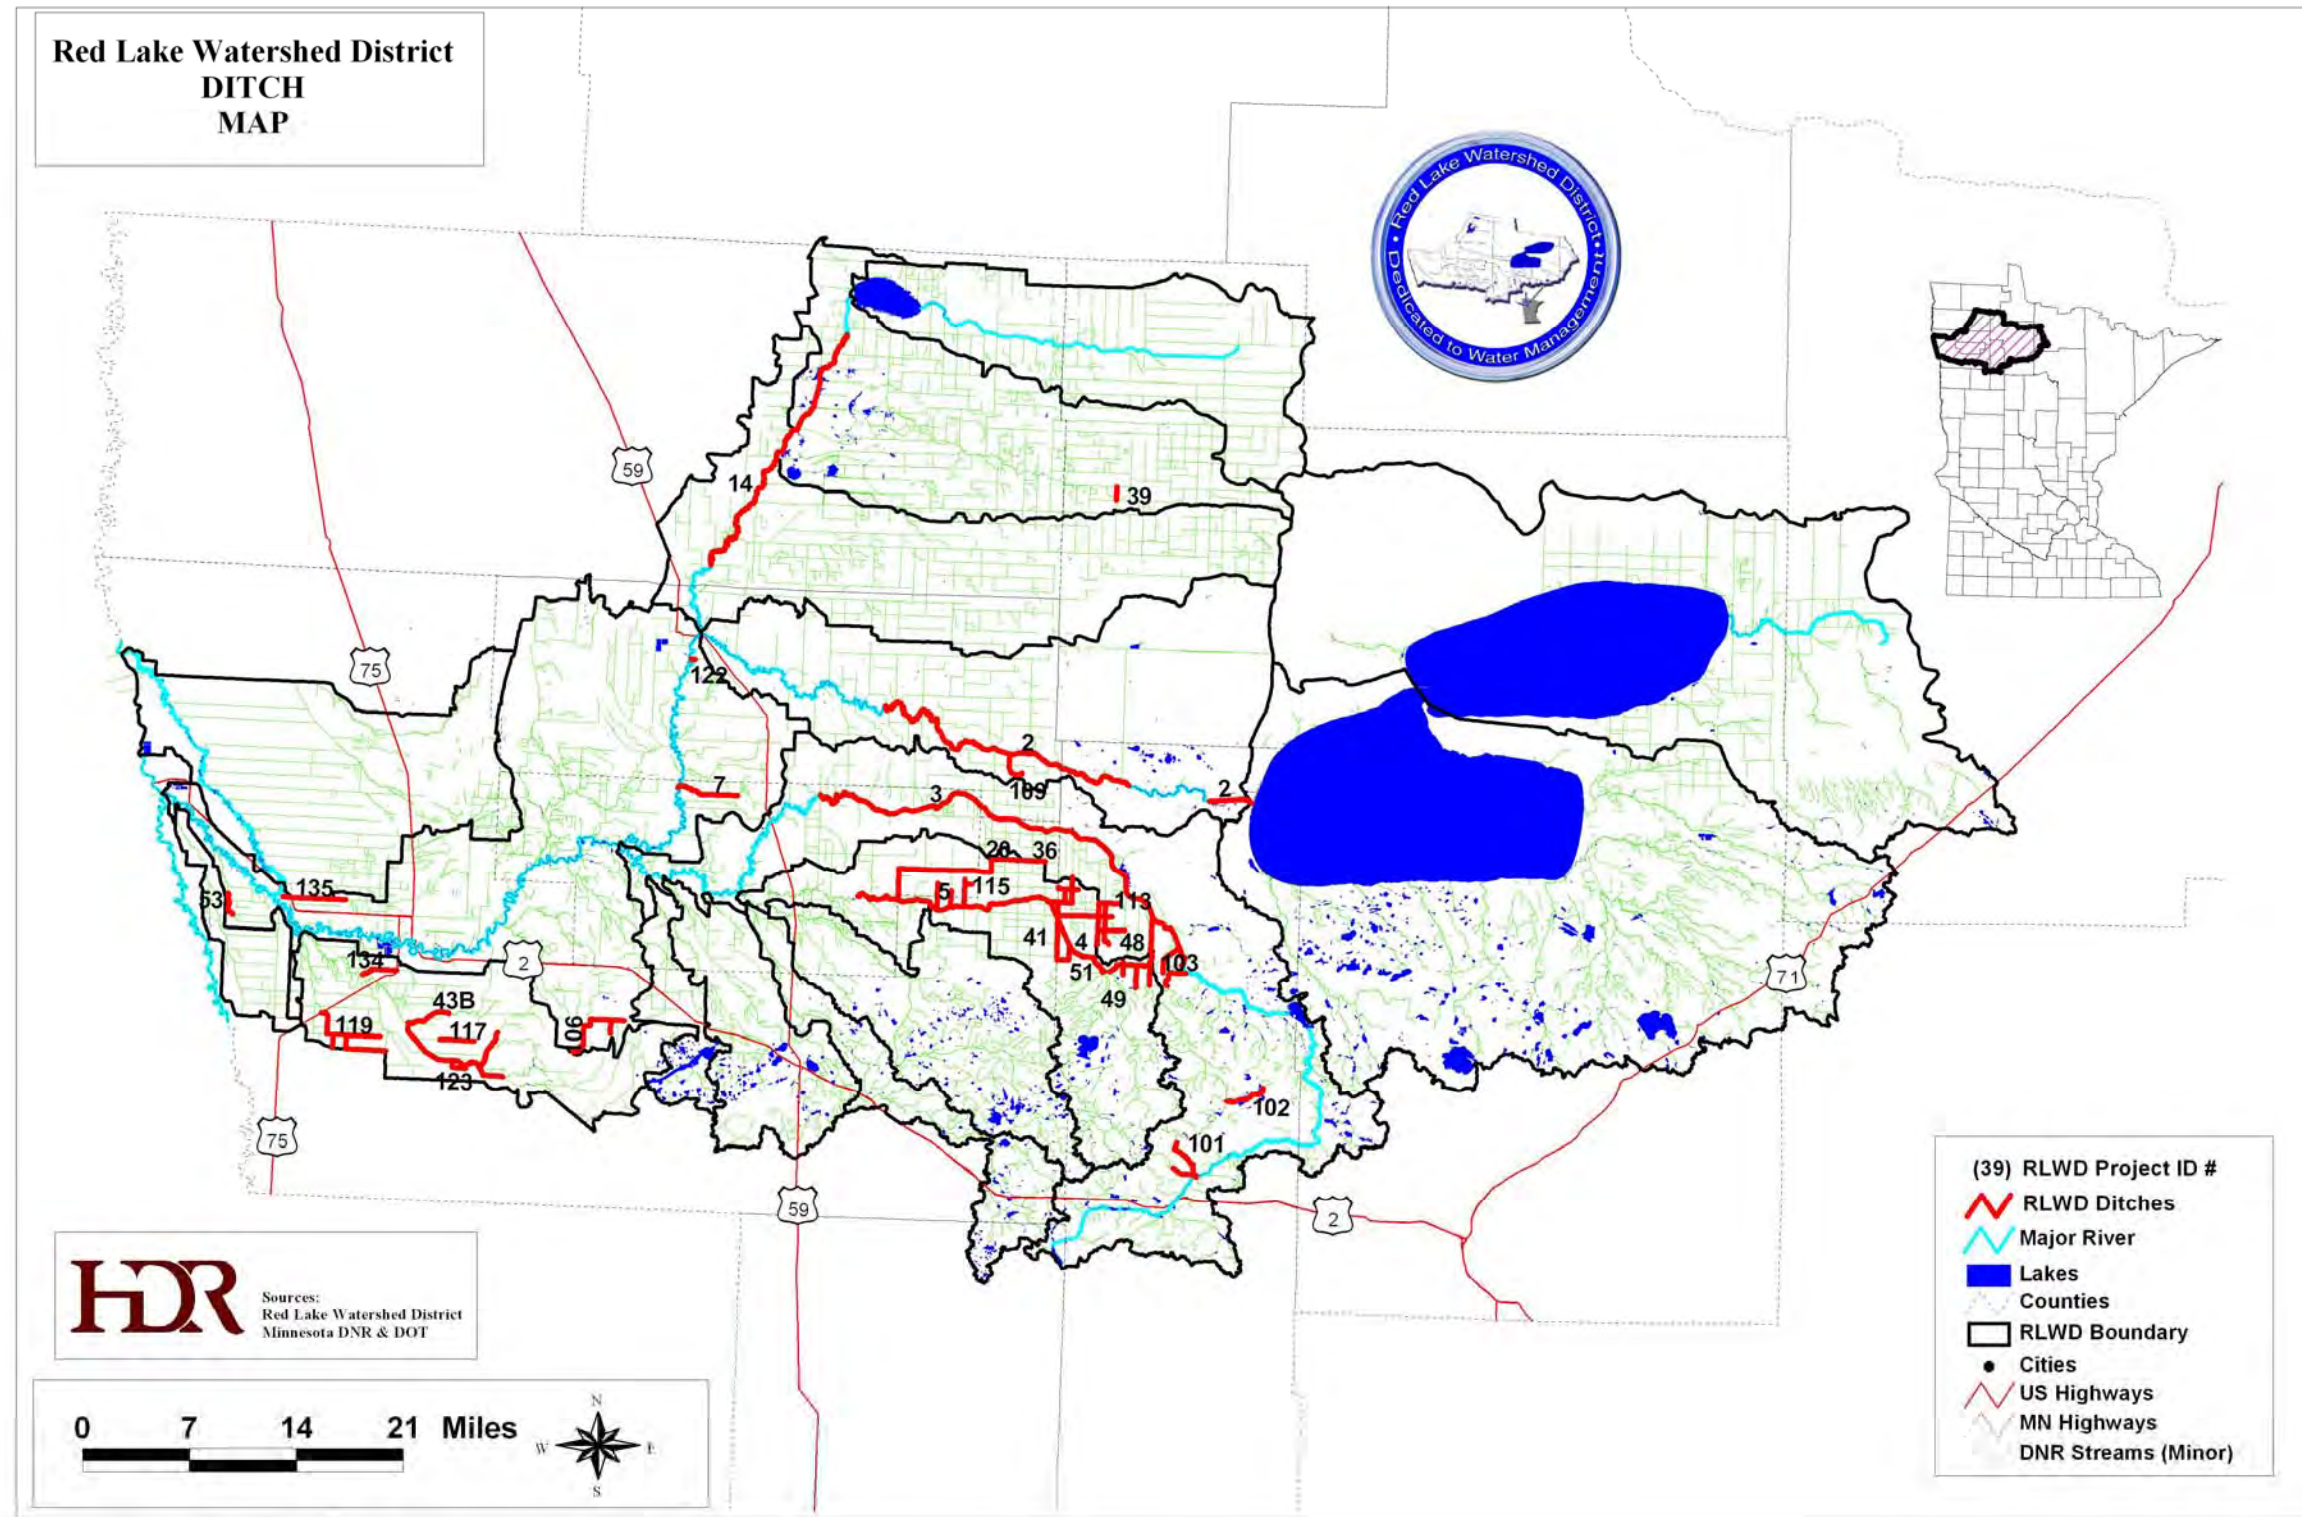 Red Lake Watershed District
DITCH
MAP
• Red Lake Watershed District •
Dedicated to Water Management
59
14
39
75
122
2
7
169
2
3
20 36
5 115
113
135
53
41 4 48
2
134
51 103
49
71
43B
119 117
106
123
102
75
101
59
2
HDR
Sources:
Red Lake Watershed District
Minnesota DNR & DOT
0 7 14 21 Miles
N
W E
S
(39) RLWD Project ID #
RLWD Ditches
Major River
Lakes
Counties
RLWD Boundary
Cities
US Highways
MN Highways
DNR Streams (Minor)